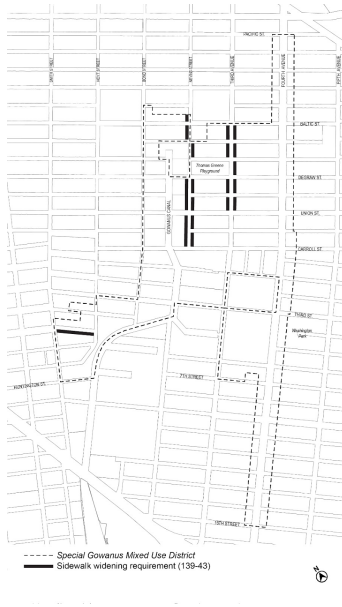 PACIFIC ST.
SMITH STREET
HOYT STREET
BOND STREET
NEVINS STREET
THIRD AVENUE
FOURTH AVENUE
FIFTH AVENUE
BALTIC ST.
Thomas Greene
Playground
DEGRAW ST.
GOWANUS CANAL
UNION ST.
CARROLL ST.
THIRD ST.
Washington
Park
7TH STREET
HUNTINGTON ST.
15TH STREET
Special Gowanus Mixed Use District
Sidewalk widening requirement (139-43)
N